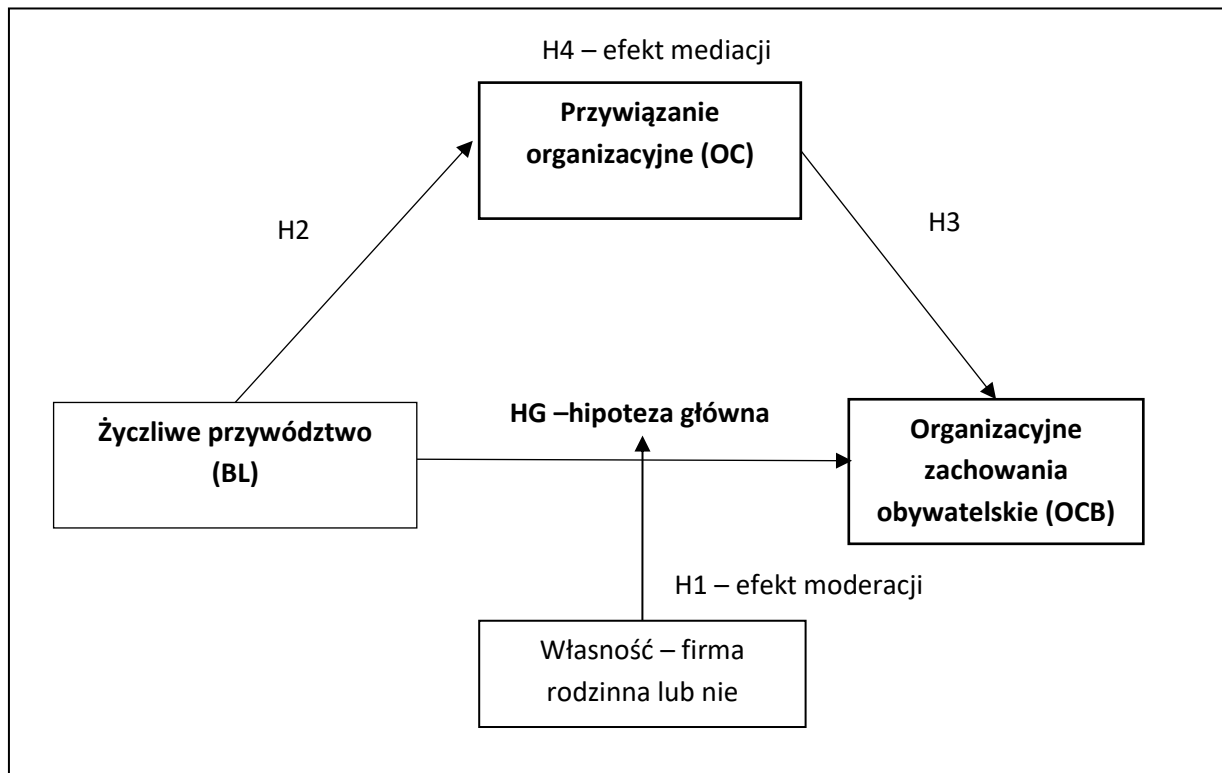 H4 – efekt mediacji
Przywiązanie
organizacyjne (OC)
H2
H3
Życzliwe przywództwo
(BL)
HG –hipoteza główna
Organizacyjne
zachowania
obywatelskie (OCB)
H1 – efekt moderacji
Własność – firma
rodzinna lub nie